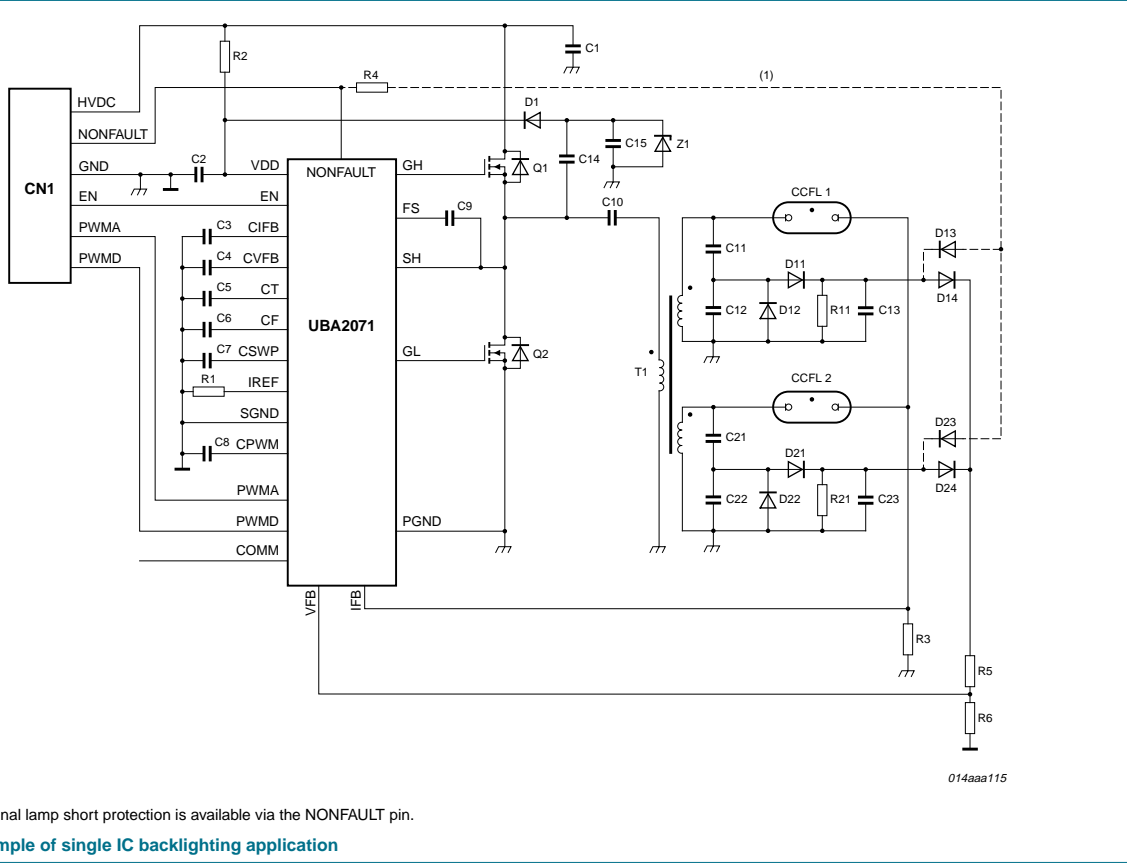 C1
R2
R4
(1)
HVDC
D1
NONFAULT
C15
Z1
C14
C2
GND
VDD
NONFAULT
GH
Q1
CN1
EN
EN
CCFL 1
FS
C9
C10
PWMA
C3
CIFB
D13
C11
PWMD
C4
CVFB
SH
D11
C5
CT
D14
C12
D12
R11
C13
C6
CF
UBA2071
C7
CSWP
GL
Q2
R1
IREF
T1
CCFL 2
SGND
D23
C8
CPWM
C21
D21
D24
PWMA
C22
D22
R21
C23
PWMD
PGND
COMM
VFB
IFB
R3
R5
R6
014aaa115
nal lamp short protection is available via the NONFAULT pin.
mple of single IC backlighting application